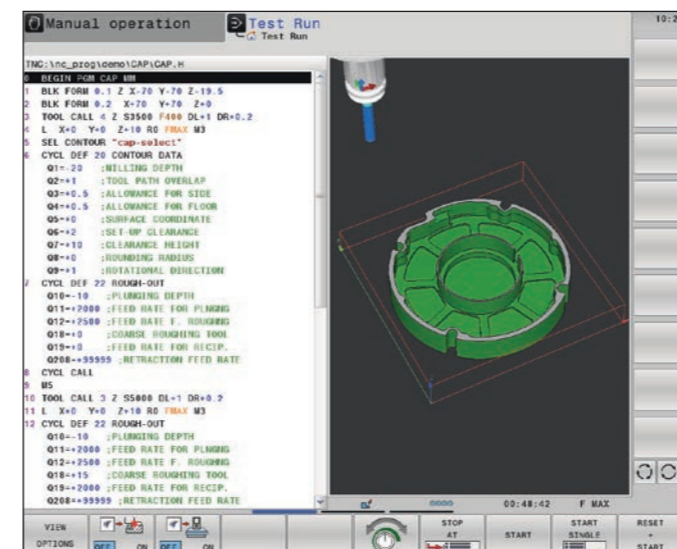 Manual operation
Test Run
Test Run
10:2
TNC:\nc_prog\demo\CAP\CAP.H
0 BEGIN PGM CAP MM
1 BLK FORM 0.1 Z X-70 Y-70 Z-19.5
2 BLK FORM 0.2 X+70 Y+70 Z+0
3 TOOL CALL 4 Z S3500 F400 DL+1 DR+0.2
4 L X+0 Y+0 Z+10 R0 FMAX M3
5 SEL CONTOUR "cap-select"
6 CYCL DEF 20 CONTOUR DATA
Q1=-20 ;MILLING DEPTH
Q2=+1 ;TOOL PATH OVERLAP
Q3=+0.5 ;ALLOWANCE FOR SIDE
Q4=+0.5 ;ALLOWANCE FOR FLOOR
Q5=+0 ;SURFACE COORDINATE
Q6=+2 ;SET-UP CLEARANCE
Q7=+10 ;CLEARANCE HEIGHT
Q8=+0 ;ROUNDING RADIUS
Q9=+1 ;ROTATIONAL DIRECTION
7 CYCL DEF 22 ROUGH-OUT
Q10=-10 ;PLUNGING DEPTH
Q11=+2000 ;FEED RATE FOR PLNGNG
Q12=+2500 ;FEED RATE F. ROUGHNG
Q18=+0 ;COARSE ROUGHING TOOL
Q19=+0 ;FEED RATE FOR RECIP.
Q208=+99999 ;RETRACTION FEED RATE
8 CYCL CALL
9 M5
10 TOOL CALL 3 Z S5000 DL+1 DR+0.2
11 L X+0 Y+0 Z+10 R0 FMAX M3
12 CYCL DEF 22 ROUGH-OUT
Q10=-10 ;PLUNGING DEPTH
Q11=+2000 ;FEED RATE FOR PLNGNG
Q12=+2500 ;FEED RATE F. ROUGHNG
Q18=+15 ;COARSE ROUGHING TOOL
Q19=+2000 ;FEED RATE FOR RECIP.
Q208=+99999 ;RETRACTION FEED RATE
00:48:42 F MAX
VIEW OPTIONS
OFF ON
OFF ON
STOP AT
START
START SINGLE
RESET + START